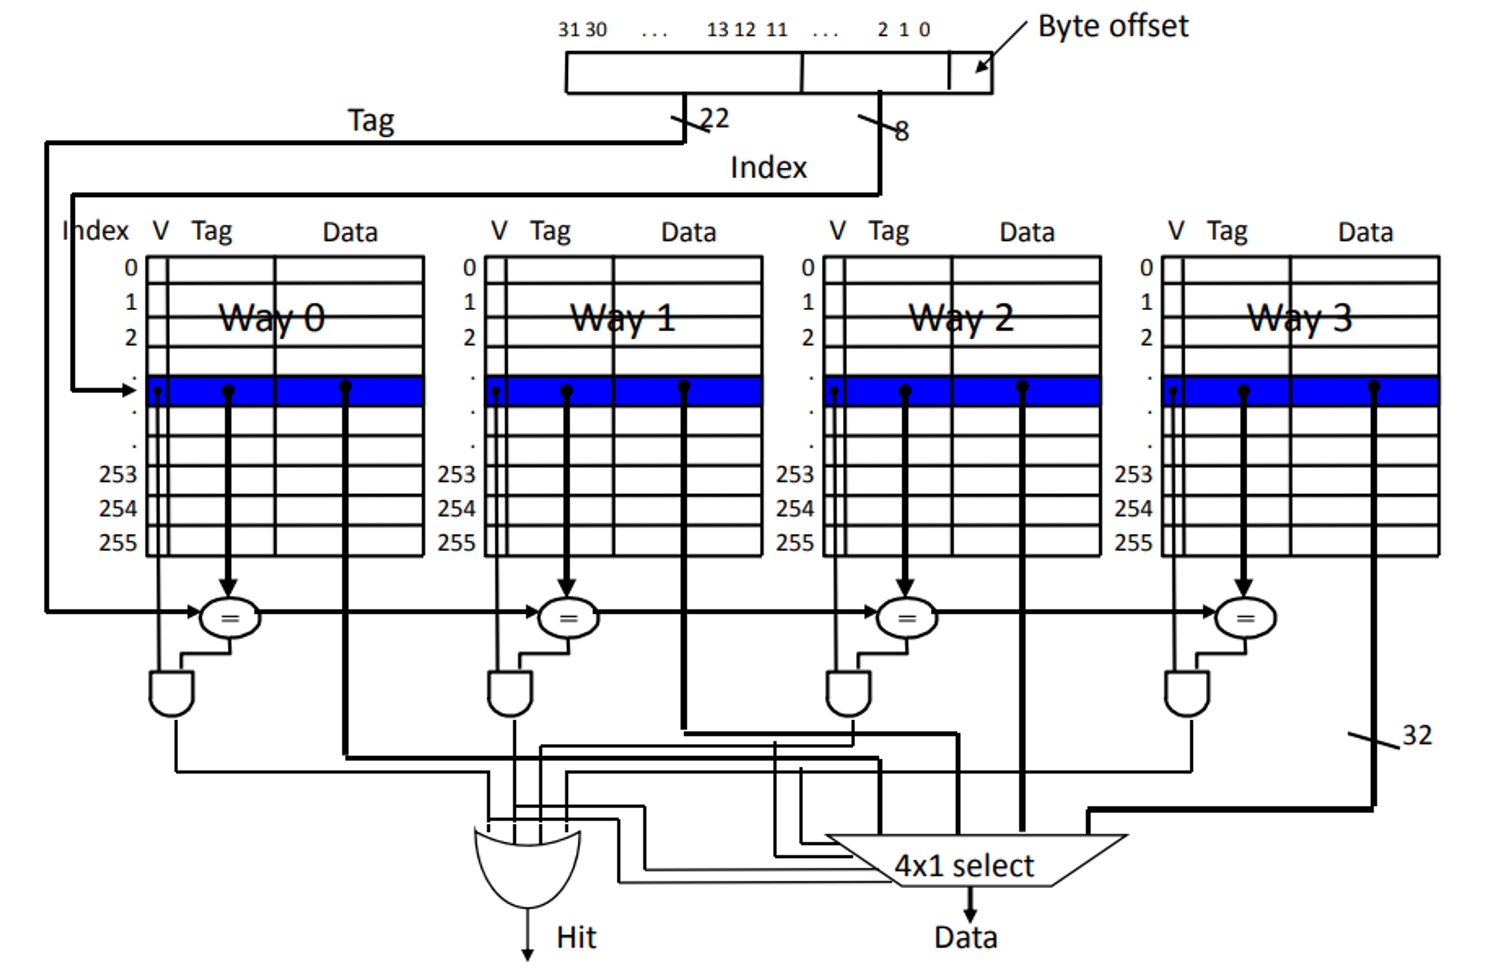 31 30 ... 13 12 11 ... 2 1 0
Byte offset
22
Tag
8
Index
Index V Tag Data
V Tag Data
V Tag Data
V Tag Data
0
1
2
.
.
.
253
254
255
Way 0
0
1
2
.
.
.
253
254
255
Way 1
0
1
2
.
.
.
253
254
255
Way 2
0
1
2
.
.
.
253
254
255
Way 3
= = = =
32
4x1 select
Hit
Data